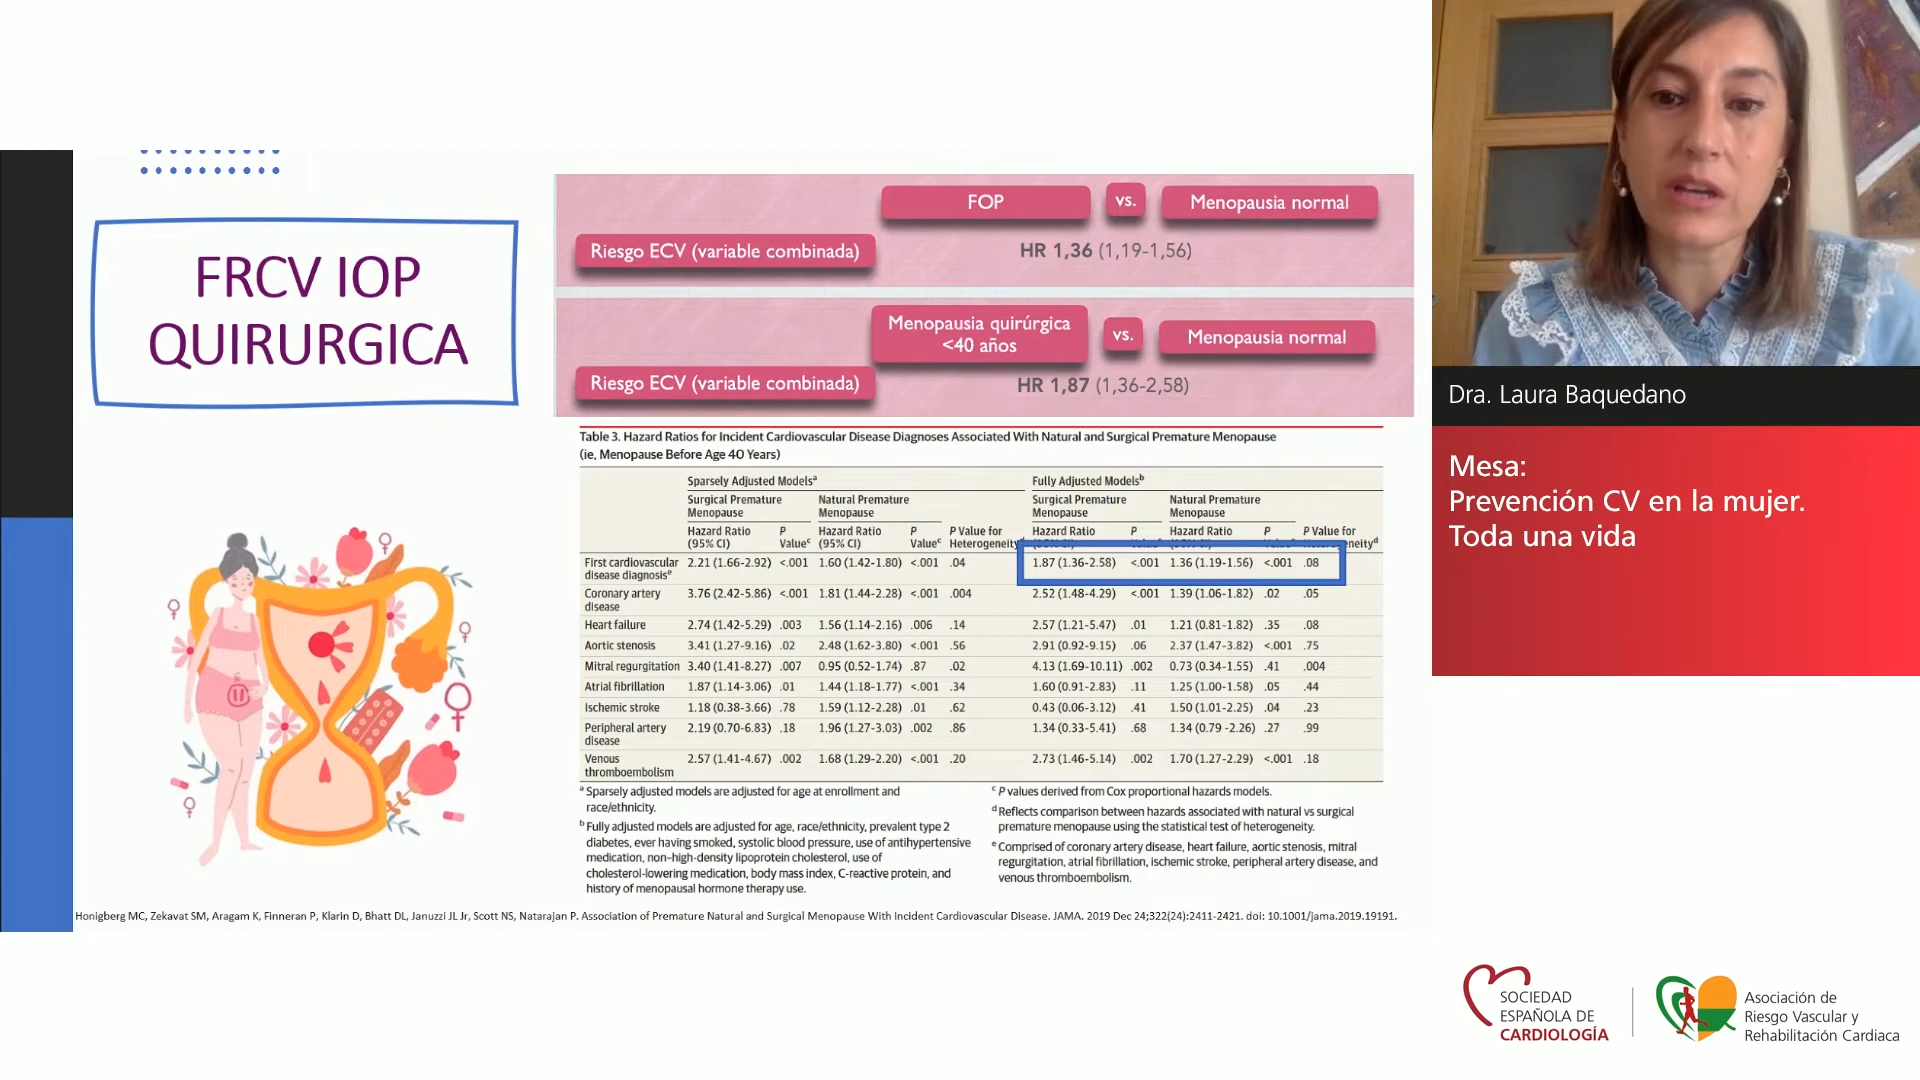 FRCV IOP
QUIRURGICA
FOP vs. Menopausia normal
Riesgo ECV (variable combinada) HR 1,36 (1,19-1,56)
Menopausia quirúrgica
<40 años vs. Menopausia normal
Riesgo ECV (variable combinada) HR 1,87 (1,36-2,58)
Table 3. Hazard Ratios for Incident Cardiovascular Disease Diagnoses Associated With Natural and Surgical Premature Menopause
(ie, Menopause Before Age 40 Years)
Sparsely Adjusted Models^a Fully Adjusted Models^b
Surgical Premature Natural Premature Surgical Premature Natural Premature
Menopause Menopause Menopause Menopause
Hazard Ratio P Hazard Ratio P P Value for Hazard Ratio P Hazard Ratio P P Value for
(95% CI) Value^c (95% CI) Value^c Heterogeneity^d
First cardiovascular 2.21 (1.66-2.92) <.001 1.60 (1.42-1.80) <.001 .04 1.87 (1.36-2.58) <.001 1.36 (1.19-1.56) <.001 .08
disease diagnosis^e
Coronary artery 3.76 (2.42-5.86) <.001 1.81 (1.44-2.28) <.001 .004 2.52 (1.48-4.29) <.001 1.39 (1.06-1.82) .02 .05
disease
Heart failure 2.74 (1.42-5.29) .003 1.56 (1.14-2.16) .006 .14 2.57 (1.21-5.47) .01 1.21 (0.81-1.82) .35 .08
Aortic stenosis 3.41 (1.27-9.16) .02 2.48 (1.62-3.80) <.001 .56 2.91 (0.92-9.15) .06 2.37 (1.47-3.82) <.001 .75
Mitral regurgitation 3.40 (1.41-8.27) .007 0.95 (0.52-1.74) .87 .02 4.13 (1.69-10.11) .002 0.73 (0.34-1.55) .41 .004
Atrial fibrillation 1.87 (1.14-3.06) .01 1.44 (1.18-1.77) <.001 .34 1.60 (0.91-2.83) .11 1.25 (1.00-1.58) .05 .44
Ischemic stroke 1.18 (0.38-3.66) .78 1.59 (1.12-2.28) .01 .62 0.43 (0.06-3.12) .41 1.50 (1.01-2.25) .04 .23
Peripheral artery 2.19 (0.70-6.83) .18 1.96 (1.27-3.03) .002 .86 1.34 (0.33-5.41) .68 1.34 (0.79 -2.26) .27 .99
disease
Venous 2.57 (1.41-4.67) .002 1.68 (1.29-2.20) <.001 .20 2.73 (1.46-5.14) .002 1.70 (1.27-2.29) <.001 .18
thromboembolism
^a Sparsely adjusted models are adjusted for age at enrollment and
race/ethnicity.
^b Fully adjusted models are adjusted for age, race/ethnicity, prevalent type 2
diabetes, ever having smoked, systolic blood pressure, use of antihypertensive
medication, non–high-density lipoprotein cholesterol, use of
cholesterol-lowering medication, body mass index, C-reactive protein, and
history of menopausal hormone therapy use.
^c P values derived from Cox proportional hazards models.
^d Reflects comparison between hazards associated with natural vs surgical
premature menopause using the statistical test of heterogeneity.
^e Comprised of coronary artery disease, heart failure, aortic stenosis, mitral
regurgitation, atrial fibrillation, ischemic stroke, peripheral artery disease, and
venous thromboembolism.
Honigberg MC, Zekavat SM, Aragam K, Finneran P, Klarin D, Bhatt DL, Januzzi JL Jr, Scott NS, Natarajan P. Association of Premature Natural and Surgical Menopause With Incident Cardiovascular Disease. JAMA. 2019 Dec 24;322(24):2411-2421. doi: 10.1001/jama.2019.19191.
Dra. Laura Baquedano
Mesa:
Prevención CV en la mujer.
Toda una vida
SOCIEDAD
ESPAÑOLA DE
CARDIOLOGÍA
Asociación de
Riesgo Vascular y
Rehabilitación Cardiaca